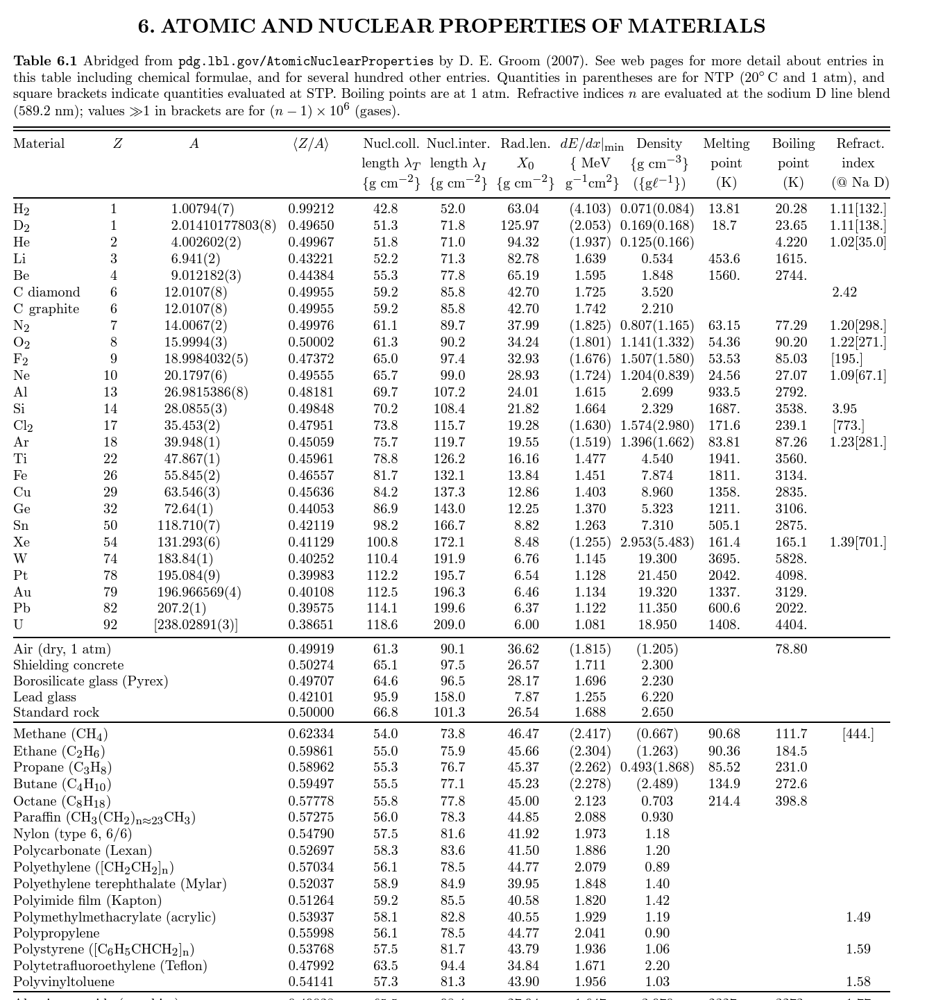 6. ATOMIC AND NUCLEAR PROPERTIES OF MATERIALS
Table 6.1 Abridged from pdg.lbl.gov/AtomicNuclearProperties by D. E. Groom (2007). See web pages for more detail about entries in
this table including chemical formulae, and for several hundred other entries. Quantities in parentheses are for NTP (20° C and 1 atm), and
square brackets indicate quantities evaluated at STP. Boiling points are at 1 atm. Refractive indices n are evaluated at the sodium D line blend
(589.2 nm); values ≫1 in brackets are for (n − 1) × 10⁶ (gases).
Material Z A ⟨Z/A⟩ Nucl.coll. Nucl.inter. Rad.len. dE/dx|min Density Melting Boiling Refract.
length λT length λI X₀ { MeV {g cm⁻³} point point index
{g cm⁻²} {g cm⁻²} {g cm⁻²} g⁻¹cm²} ({gℓ⁻¹}) (K) (K) (@ Na D)
H₂ 1 1.00794(7) 0.99212 42.8 52.0 63.04 (4.103) 0.071(0.084) 13.81 20.28 1.11[132.]
D₂ 1 2.01410177803(8) 0.49650 51.3 71.8 125.97 (2.053) 0.169(0.168) 18.7 23.65 1.11[138.]
He 2 4.002602(2) 0.49967 51.8 71.0 94.32 (1.937) 0.125(0.166) 4.220 1.02[35.0]
Li 3 6.941(2) 0.43221 52.2 71.3 82.78 1.639 0.534 453.6 1615.
Be 4 9.012182(3) 0.44384 55.3 77.8 65.19 1.595 1.848 1560. 2744.
C diamond 6 12.0107(8) 0.49955 59.2 85.8 42.70 1.725 3.520 2.42
C graphite 6 12.0107(8) 0.49955 59.2 85.8 42.70 1.742 2.210
N₂ 7 14.0067(2) 0.49976 61.1 89.7 37.99 (1.825) 0.807(1.165) 63.15 77.29 1.20[298.]
O₂ 8 15.9994(3) 0.50002 61.3 90.2 34.24 (1.801) 1.141(1.332) 54.36 90.20 1.22[271.]
F₂ 9 18.9984032(5) 0.47372 65.0 97.4 32.93 (1.676) 1.507(1.580) 53.53 85.03 [195.]
Ne 10 20.1797(6) 0.49555 65.7 99.0 28.93 (1.724) 1.204(0.839) 24.56 27.07 1.09[67.1]
Al 13 26.9815386(8) 0.48181 69.7 107.2 24.01 1.615 2.699 933.5 2792.
Si 14 28.0855(3) 0.49848 70.2 108.4 21.82 1.664 2.329 1687. 3538. 3.95
Cl₂ 17 35.453(2) 0.47951 73.8 115.7 19.28 (1.630) 1.574(2.980) 171.6 239.1 [773.]
Ar 18 39.948(1) 0.45059 75.7 119.7 19.55 (1.519) 1.396(1.662) 83.81 87.26 1.23[281.]
Ti 22 47.867(1) 0.45961 78.8 126.2 16.16 1.477 4.540 1941. 3560.
Fe 26 55.845(2) 0.46557 81.7 132.1 13.84 1.451 7.874 1811. 3134.
Cu 29 63.546(3) 0.45636 84.2 137.3 12.86 1.403 8.960 1358. 2835.
Ge 32 72.64(1) 0.44053 86.9 143.0 12.25 1.370 5.323 1211. 3106.
Sn 50 118.710(7) 0.42119 98.2 166.7 8.82 1.263 7.310 505.1 2875.
Xe 54 131.293(6) 0.41129 100.8 172.1 8.48 (1.255) 2.953(5.483) 161.4 165.1 1.39[701.]
W 74 183.84(1) 0.40252 110.4 191.9 6.76 1.145 19.300 3695. 5828.
Pt 78 195.084(9) 0.39983 112.2 195.7 6.54 1.128 21.450 2042. 4098.
Au 79 196.966569(4) 0.40108 112.5 196.3 6.46 1.134 19.320 1337. 3129.
Pb 82 207.2(1) 0.39575 114.1 199.6 6.37 1.122 11.350 600.6 2022.
U 92 [238.02891(3)] 0.38651 118.6 209.0 6.00 1.081 18.950 1408. 4404.
Air (dry, 1 atm) 0.49919 61.3 90.1 36.62 (1.815) (1.205) 78.80
Shielding concrete 0.50274 65.1 97.5 26.57 1.711 2.300
Borosilicate glass (Pyrex) 0.49707 64.6 96.5 28.17 1.696 2.230
Lead glass 0.42101 95.9 158.0 7.87 1.255 6.220
Standard rock 0.50000 66.8 101.3 26.54 1.688 2.650
Methane (CH₄) 0.62334 54.0 73.8 46.47 (2.417) (0.667) 90.68 111.7 [444.]
Ethane (C₂H₆) 0.59861 55.0 75.9 45.66 (2.304) (1.263) 90.36 184.5
Propane (C₃H₈) 0.58962 55.3 76.7 45.37 (2.262) 0.493(1.868) 85.52 231.0
Butane (C₄H₁₀) 0.59497 55.5 77.1 45.23 (2.278) (2.489) 134.9 272.6
Octane (C₈H₁₈) 0.57778 55.8 77.8 45.00 2.123 0.703 214.4 398.8
Paraffin (CH₃(CH₂)n≈23CH₃) 0.57275 56.0 78.3 44.85 2.088 0.930
Nylon (type 6, 6/6) 0.54790 57.5 81.6 41.92 1.973 1.18
Polycarbonate (Lexan) 0.52697 58.3 83.6 41.50 1.886 1.20
Polyethylene ([CH₂CH₂]n) 0.57034 56.1 78.5 44.77 2.079 0.89
Polyethylene terephthalate (Mylar) 0.52037 58.9 84.9 39.95 1.848 1.40
Polyimide film (Kapton) 0.51264 59.2 85.5 40.58 1.820 1.42
Polymethylmethacrylate (acrylic) 0.53937 58.1 82.8 40.55 1.929 1.19 1.49
Polypropylene 0.55998 56.1 78.5 44.77 2.041 0.90
Polystyrene ([C₆H₅CHCH₂]n) 0.53768 57.5 81.7 43.79 1.936 1.06 1.59
Polytetrafluoroethylene (Teflon) 0.47992 63.5 94.4 34.84 1.671 2.20
Polyvinyltoluene 0.54141 57.3 81.3 43.90 1.956 1.03 1.58